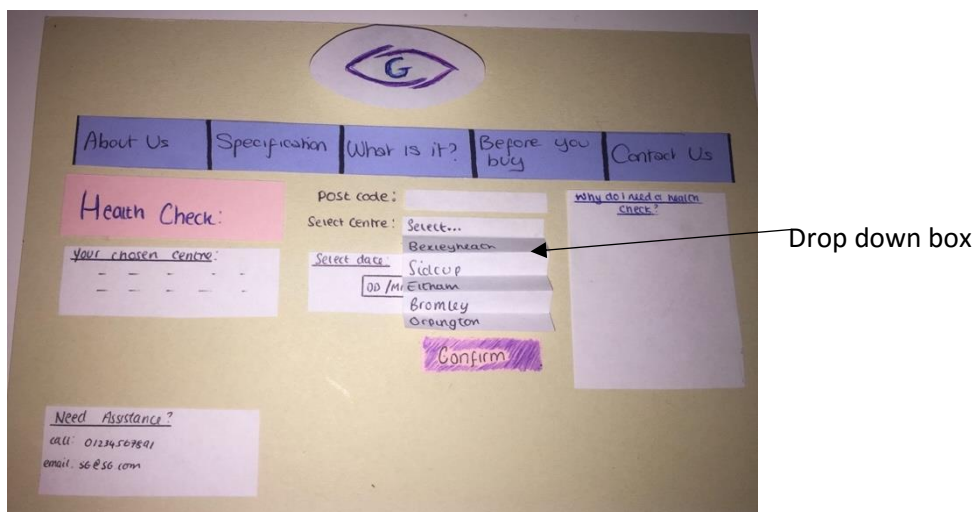 G
About Us
Specification
What is it?
Before you
buy
Contact Us
Health Check:
Post code:
Select Centre: Select...
Bexleyheath
Sidcup
Eltham
Bromley
Orpington
Your chosen centre:
Select date:
DD/M
Confirm
Why do I need a health
check?
Need Assistance?
call: 01234567891
email: SG@SG.com
Drop down box